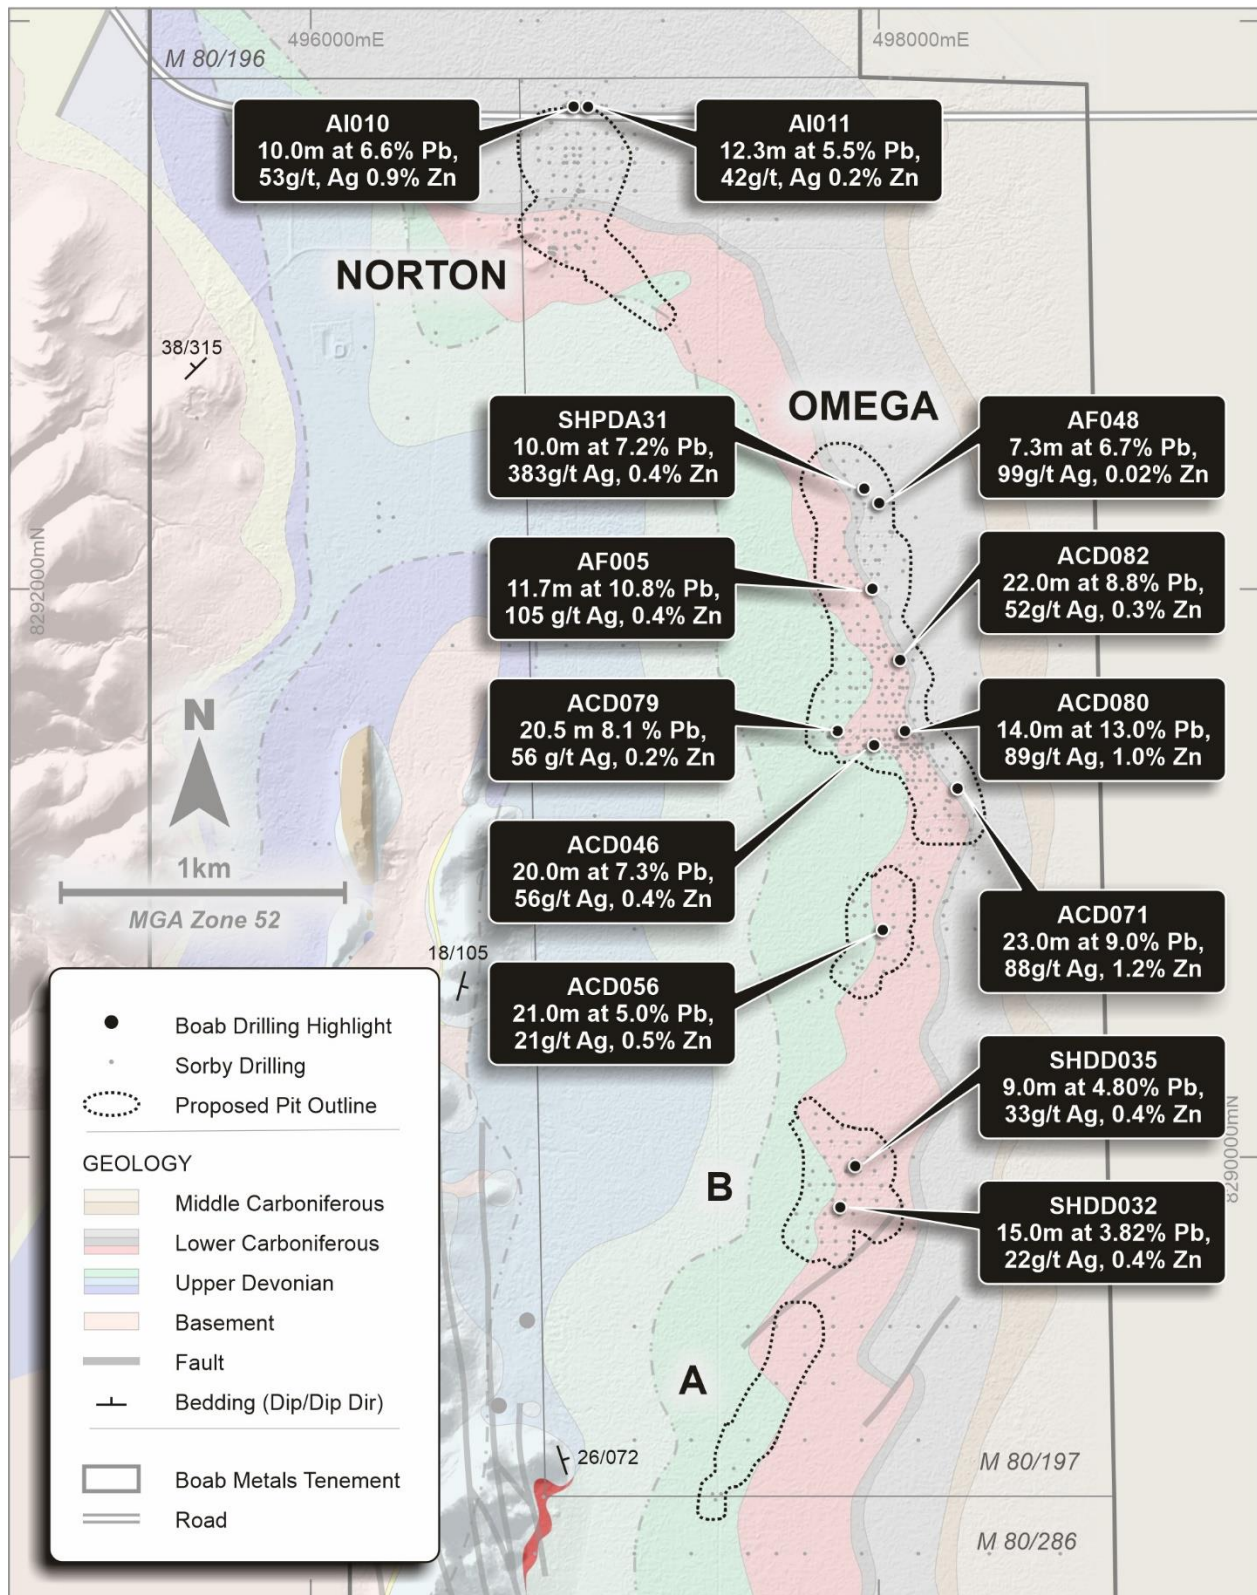 496000mE
498000mE
M 80/196
AI010
10.0m at 6.6% Pb,
53g/t, Ag 0.9% Zn
AI011
12.3m at 5.5% Pb,
42g/t, Ag 0.2% Zn
NORTON
38/315
OMEGA
SHPDA31
10.0m at 7.2% Pb,
383g/t Ag, 0.4% Zn
AF048
7.3m at 6.7% Pb,
99g/t Ag, 0.02% Zn
8292000mN
AF005
11.7m at 10.8% Pb,
105 g/t Ag, 0.4% Zn
ACD082
22.0m at 8.8% Pb,
52g/t Ag, 0.3% Zn
ACD079
20.5 m 8.1 % Pb,
56 g/t Ag, 0.2% Zn
ACD080
14.0m at 13.0% Pb,
89g/t Ag, 1.0% Zn
N
1km
MGA Zone 52
ACD046
20.0m at 7.3% Pb,
56g/t Ag, 0.4% Zn
ACD071
23.0m at 9.0% Pb,
88g/t Ag, 1.2% Zn
18/105
ACD056
21.0m at 5.0% Pb,
21g/t Ag, 0.5% Zn
SHDD035
9.0m at 4.80% Pb,
33g/t Ag, 0.4% Zn
8290000mN
B
SHDD032
15.0m at 3.82% Pb,
22g/t Ag, 0.4% Zn
A
26/072
M 80/197
M 80/286
Boab Drilling Highlight
Sorby Drilling
Proposed Pit Outline
GEOLOGY
Middle Carboniferous
Lower Carboniferous
Upper Devonian
Basement
Fault
Bedding (Dip/Dip Dir)
Boab Metals Tenement
Road